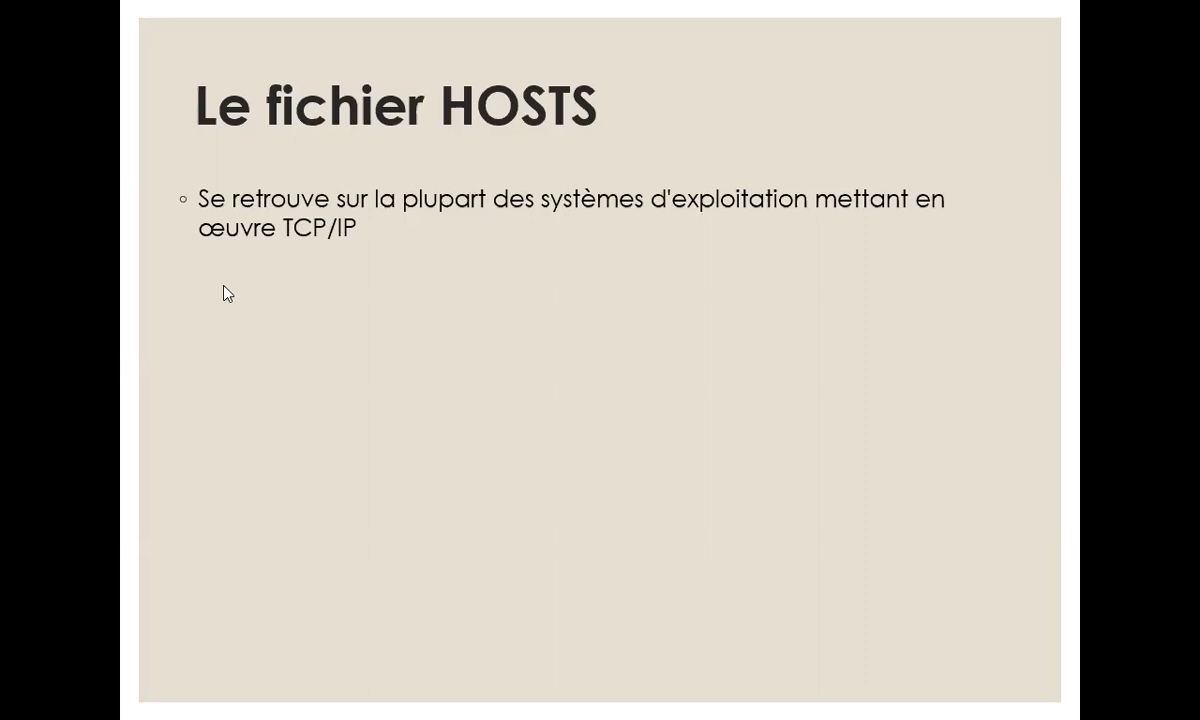 Le fichier HOSTS
◦ Se retrouve sur la plupart des systèmes d'exploitation mettant en
œuvre TCP/IP